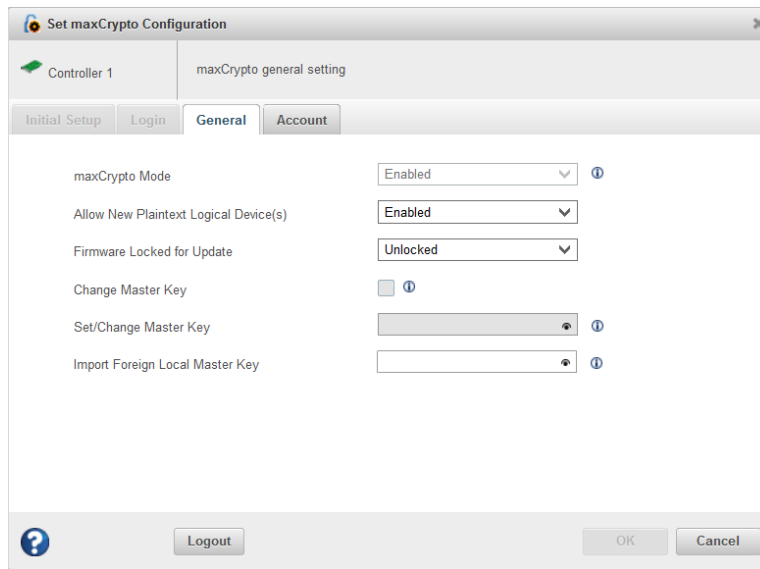 Set maxCrypto Configuration
Controller 1
maxCrypto general setting
Initial Setup
Login
General
Account
maxCrypto Mode
Enabled
Allow New Plaintext Logical Device(s)
Enabled
Firmware Locked for Update
Unlocked
Change Master Key
Set/Change Master Key
Import Foreign Local Master Key
Logout
OK
Cancel